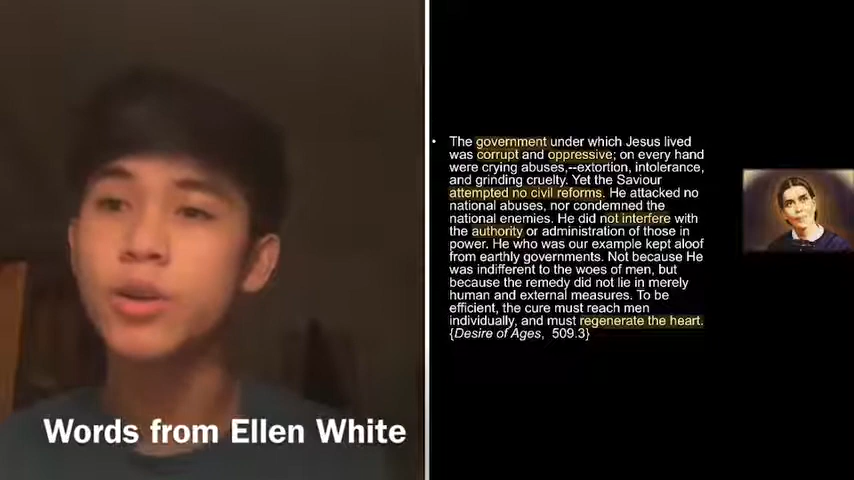 Words from Ellen White
• The government under which Jesus lived
was corrupt and oppressive; on every hand
were crying abuses,--extortion, intolerance,
and grinding cruelty. Yet the Saviour
attempted no civil reforms. He attacked no
national abuses, nor condemned the
national enemies. He did not interfere with
the authority or administration of those in
power. He who was our example kept aloof
from earthly governments. Not because He
was indifferent to the woes of men, but
because the remedy did not lie in merely
human and external measures. To be
efficient, the cure must reach men
individually, and must regenerate the heart.
{Desire of Ages, 509.3}